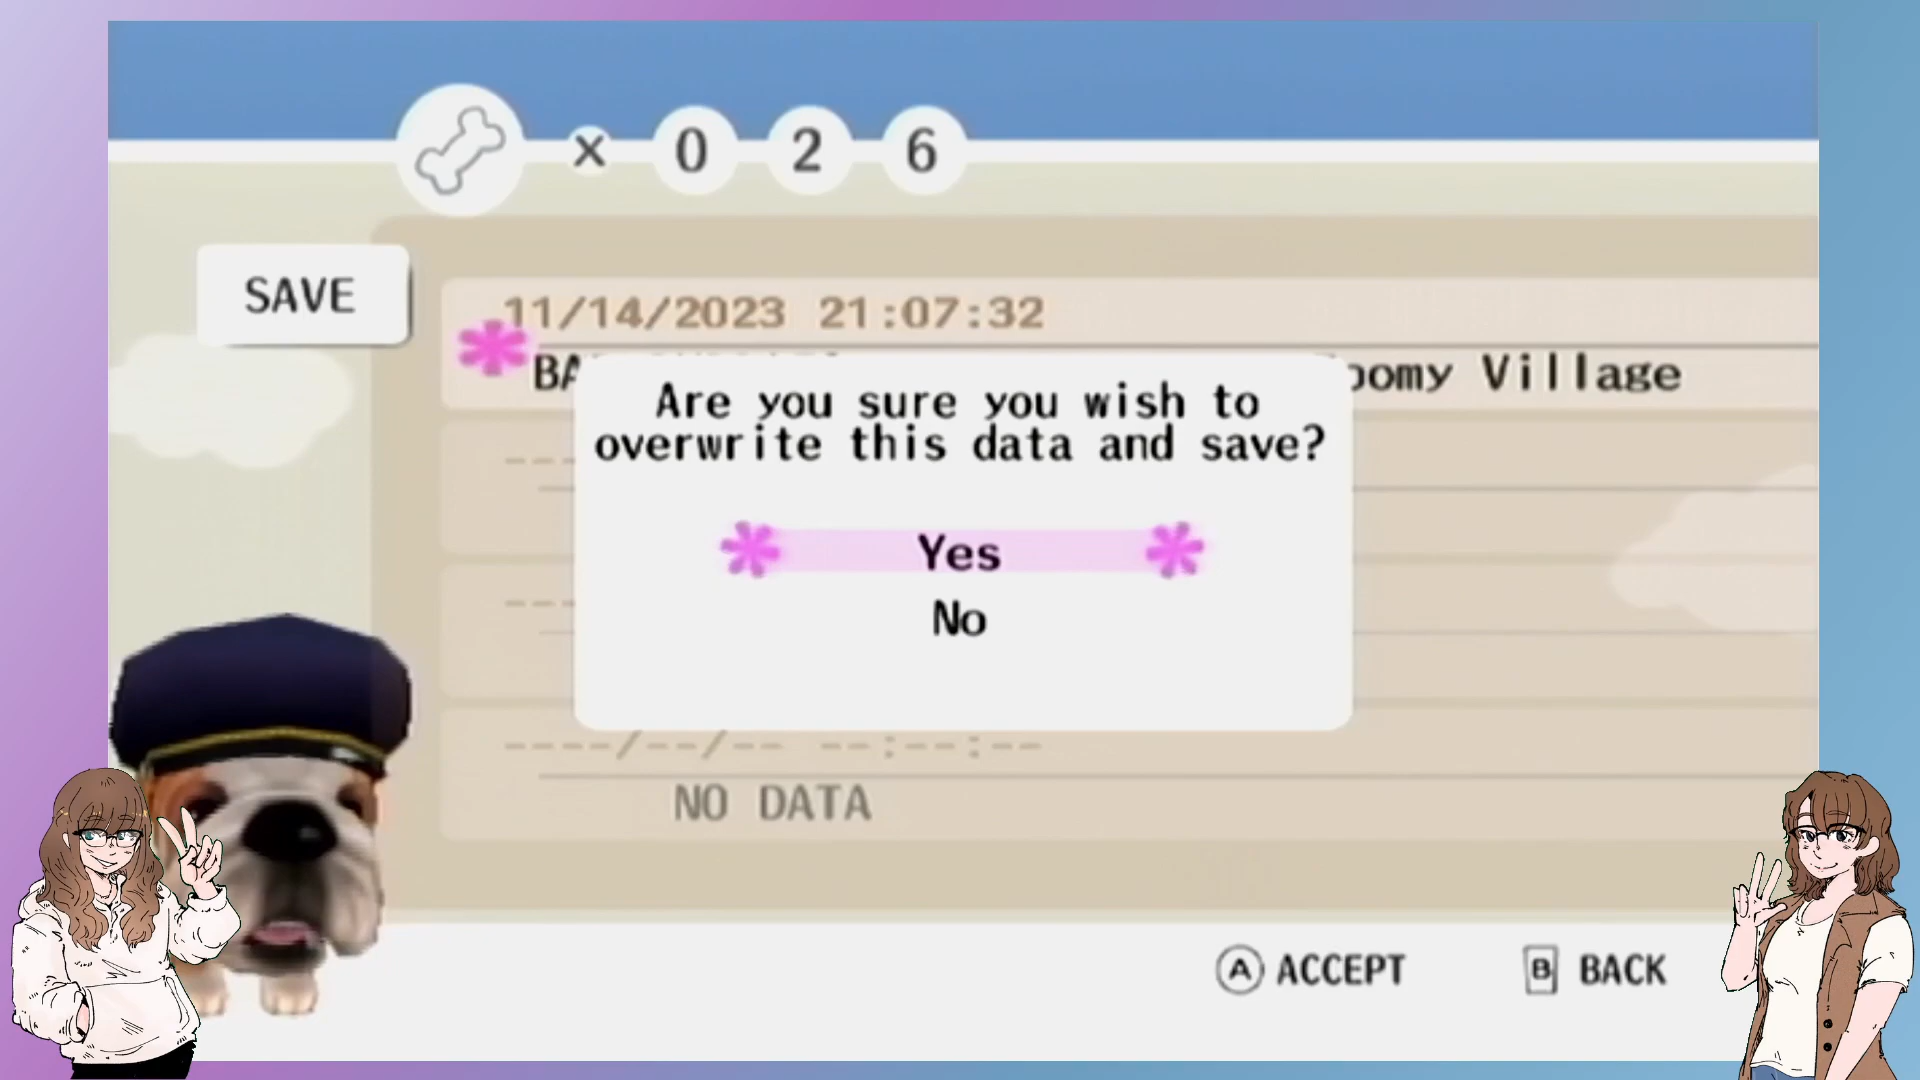 x 0 2 6
SAVE
11/14/2023 21:07:32
Village
Are you sure you wish to
overwrite this data and save?
Yes
No
----/--/-- --:--:--
NO DATA
A ACCEPT
B BACK